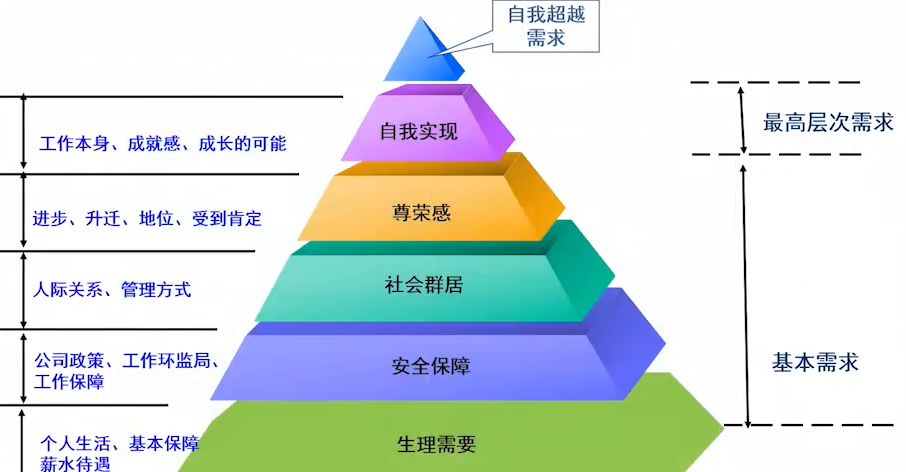 自我超越
需求
自我实现
最高层次需求
工作本身、成就感、成长的可能
尊荣感
进步、升迁、地位、受到肯定
社会群居
人际关系、管理方式
安全保障
基本需求
公司政策、工作环监局、
工作保障
生理需要
个人生活、基本保障
薪水待遇